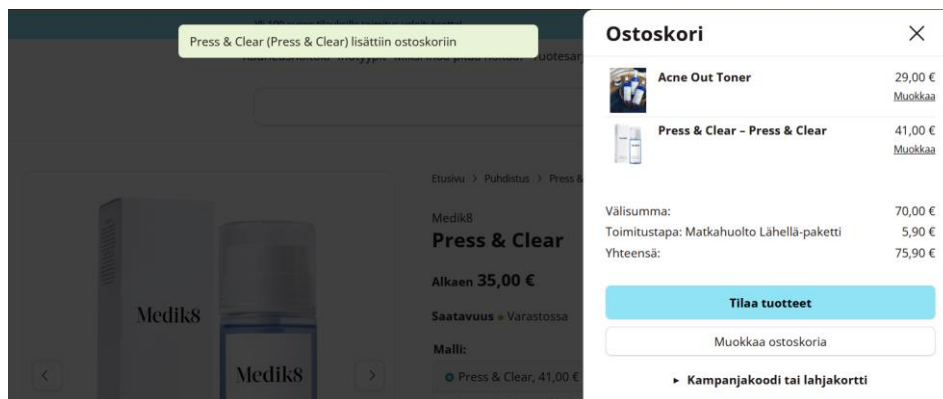 Press & Clear (Press & Clear) lisättiin ostoskoriin
Etusivu > Puhdistus > Press &
Medik8
Press & Clear
Alkaen 35,00 €
Saatavuus Varastossa
Malli:
Press & Clear, 41,00 €
Medik8
Medik8
Ostoskori
Acne Out Toner 29,00 €
Muokkaa
Press & Clear – Press & Clear 41,00 €
Muokkaa
Välisumma: 70,00 €
Toimitustapa: Matkahuolto Lähellä-paketti 5,90 €
Yhteensä: 75,90 €
Tilaa tuotteet
Muokkaa ostoskoria
▸ Kampanjakoodi tai lahjakortti